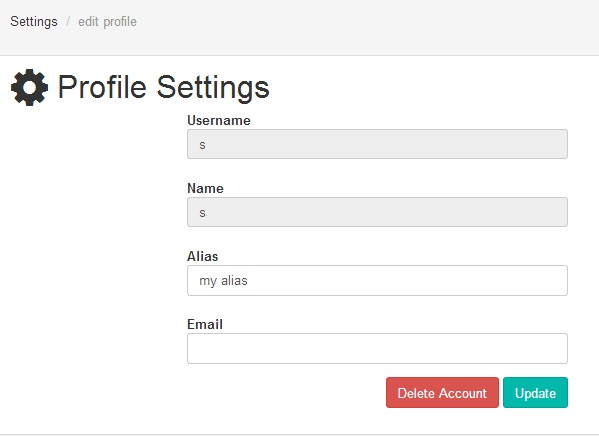 Settings / edit profile
Profile Settings
Username
s
Name
s
Alias
my alias
Email
Delete Account Update